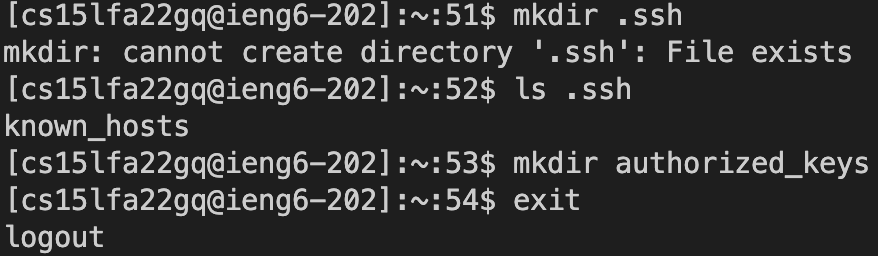 [cs15lfa22gq@ieng6-202]:~:51$ mkdir .ssh
mkdir: cannot create directory '.ssh': File exists
[cs15lfa22gq@ieng6-202]:~:52$ ls .ssh
known_hosts
[cs15lfa22gq@ieng6-202]:~:53$ mkdir authorized_keys
[cs15lfa22gq@ieng6-202]:~:54$ exit
logout